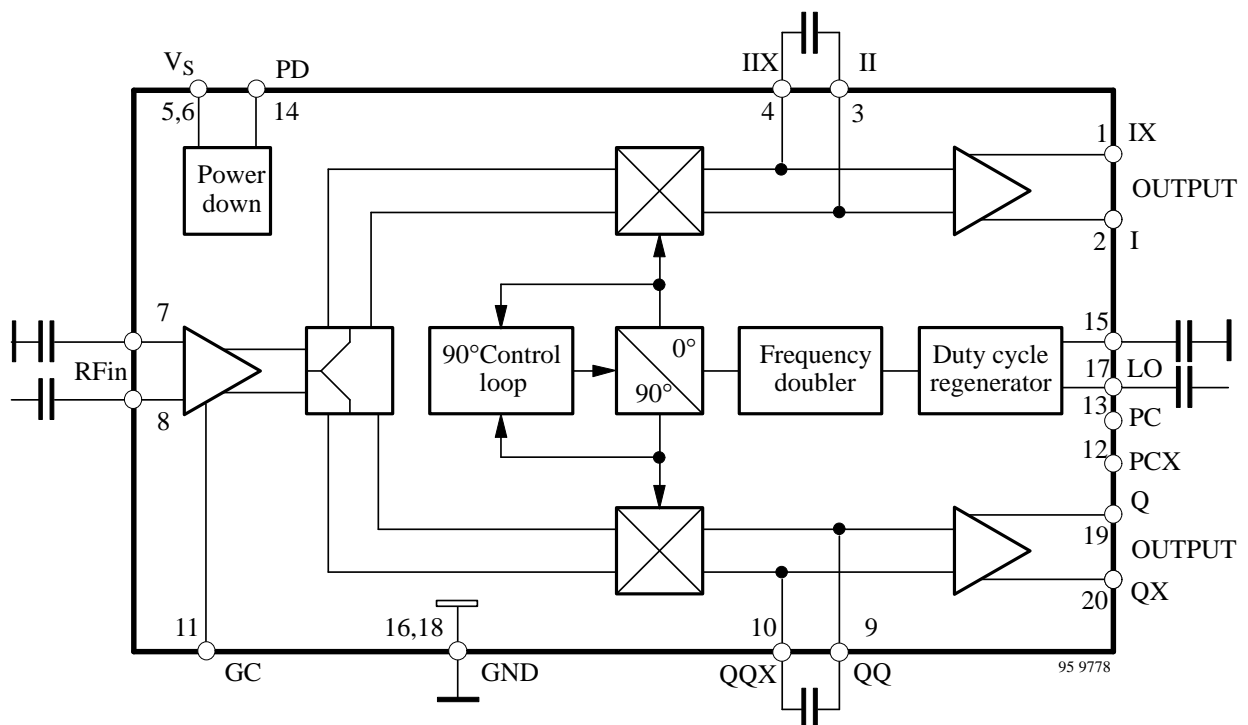 VS PD
IIX II
5,6 14
4 3
1 IX
Power
down
OUTPUT
2 I
7
15
RFin
90°Control
loop
0°
90°
Frequency
doubler
Duty cycle
regenerator
17 LO
8
13
PC
12
PCX
Q
19
OUTPUT
20 QX
11
16,18
10 9
GC
GND
QQX QQ
95 9778